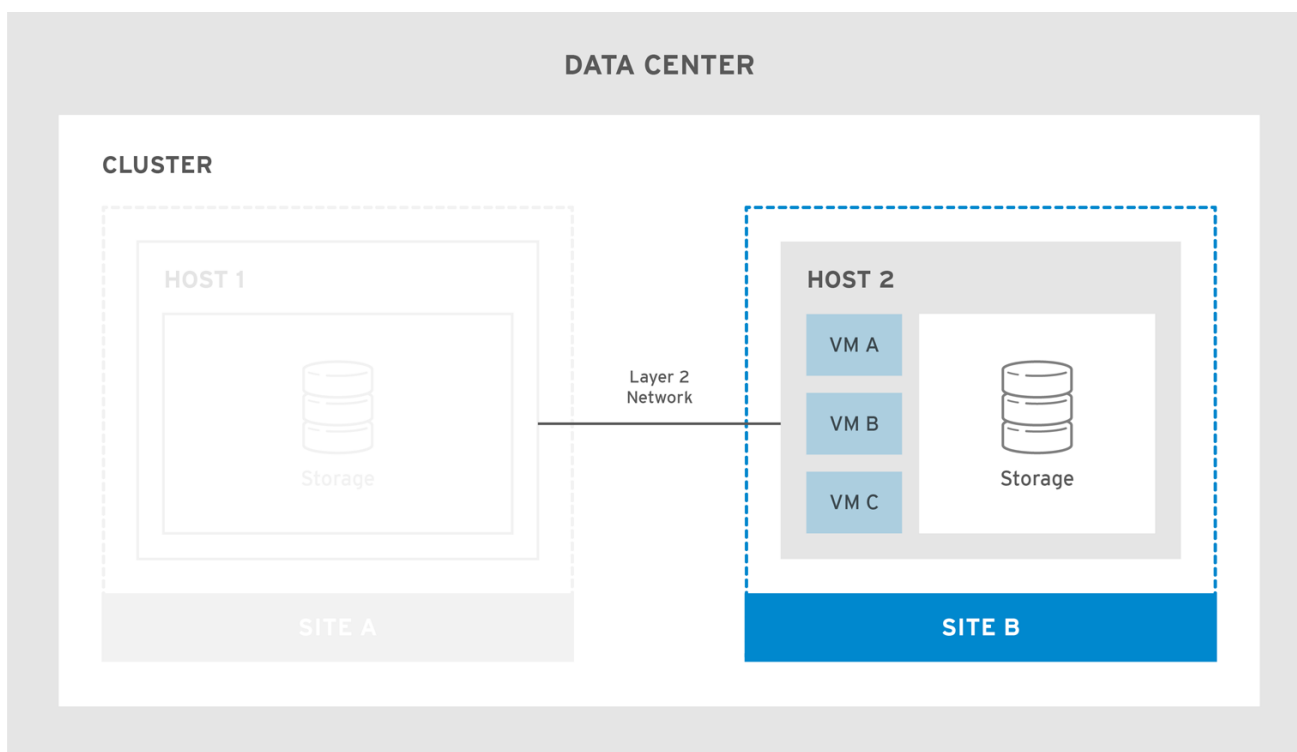 DATA CENTER
CLUSTER
HOST 1
Storage
SITE A
Layer 2
Network
HOST 2
VM A
VM B
VM C
Storage
SITE B